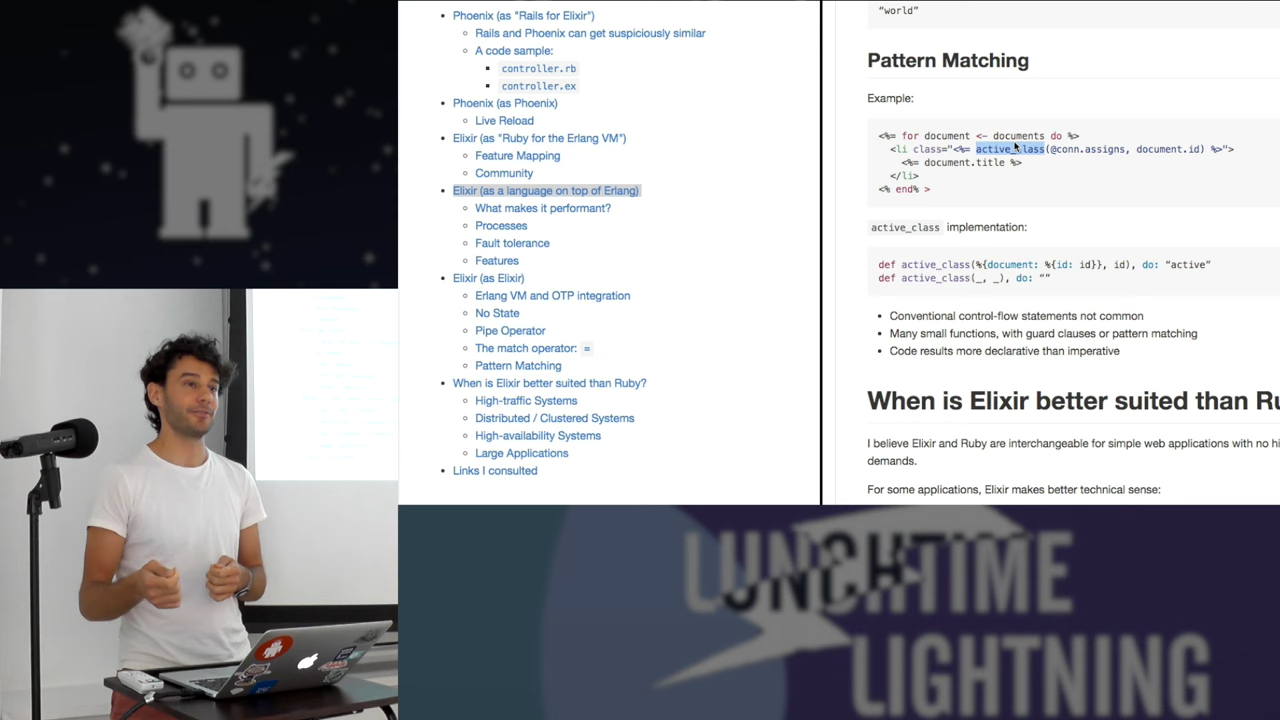 Phoenix (as "Rails for Elixir")
Rails and Phoenix can get suspiciously similar
A code sample:
controller.rb
controller.ex
Phoenix (as Phoenix)
Live Reload
Elixir (as "Ruby for the Erlang VM")
Feature Mapping
Community
Elixir (as a language on top of Erlang)
What makes it performant?
Processes
Fault tolerance
Features
Elixir (as Elixir)
Erlang VM and OTP integration
No State
Pipe Operator
The match operator: =
Pattern Matching
When is Elixir better suited than Ruby?
High-traffic Systems
Distributed / Clustered Systems
High-availability Systems
Large Applications
Links I consulted
“world”
Pattern Matching
Example:
<%= for document <- documents do %>
<li class="<%= active_class(@conn.assigns, document.id) %>">
<%= document.title %>
</li>
<% end% >
active_class implementation:
def active_class(%{document: %{id: id}}, id), do: “active”
def active_class(_, _), do: “”
Conventional control-flow statements not common
Many small functions, with guard clauses or pattern matching
Code results more declarative than imperative
When is Elixir better suited than Ru
I believe Elixir and Ruby are interchangeable for simple web applications with no hi
demands.
For some applications, Elixir makes better technical sense:
LUNCHTIME
LIGHTNING